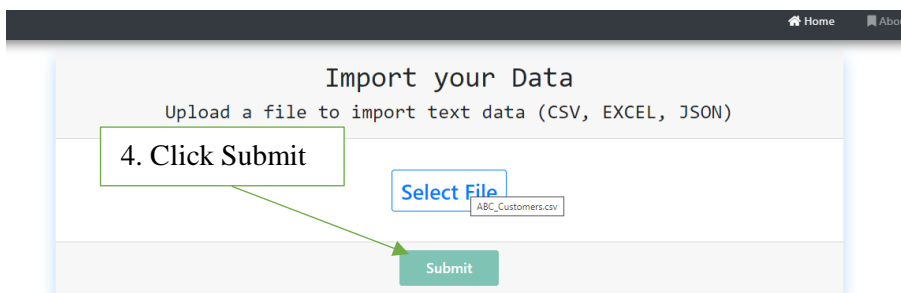 Home Abou
Import your Data
Upload a file to import text data (CSV, EXCEL, JSON)
4. Click Submit
Select File
ABC_Customers.csv
Submit